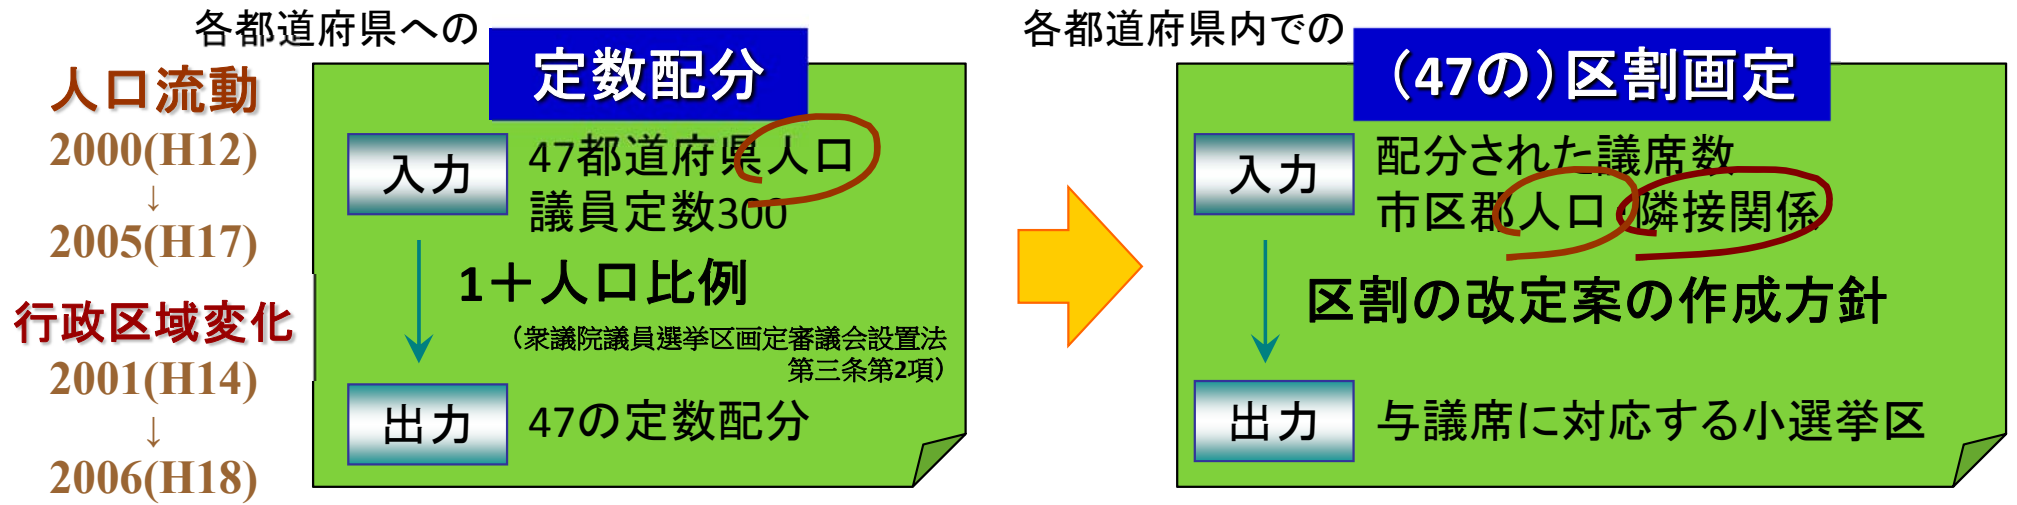 人口流動
2000(H12)
↓
2005(H17)
行政区域変化
2001(H14)
↓
2006(H18)
各都道府県への
定数配分
入力
47都道府県人口
議員定数300
1＋人口比例
（衆議院議員選挙区画定審議会設置法
第三条第2項）
出力
47の定数配分
各都道府県内での
（47の）区割画定
入力
配分された議席数
市区郡人口・隣接関係
区割の改定案の作成方針
出力
与議席に対応する小選挙区